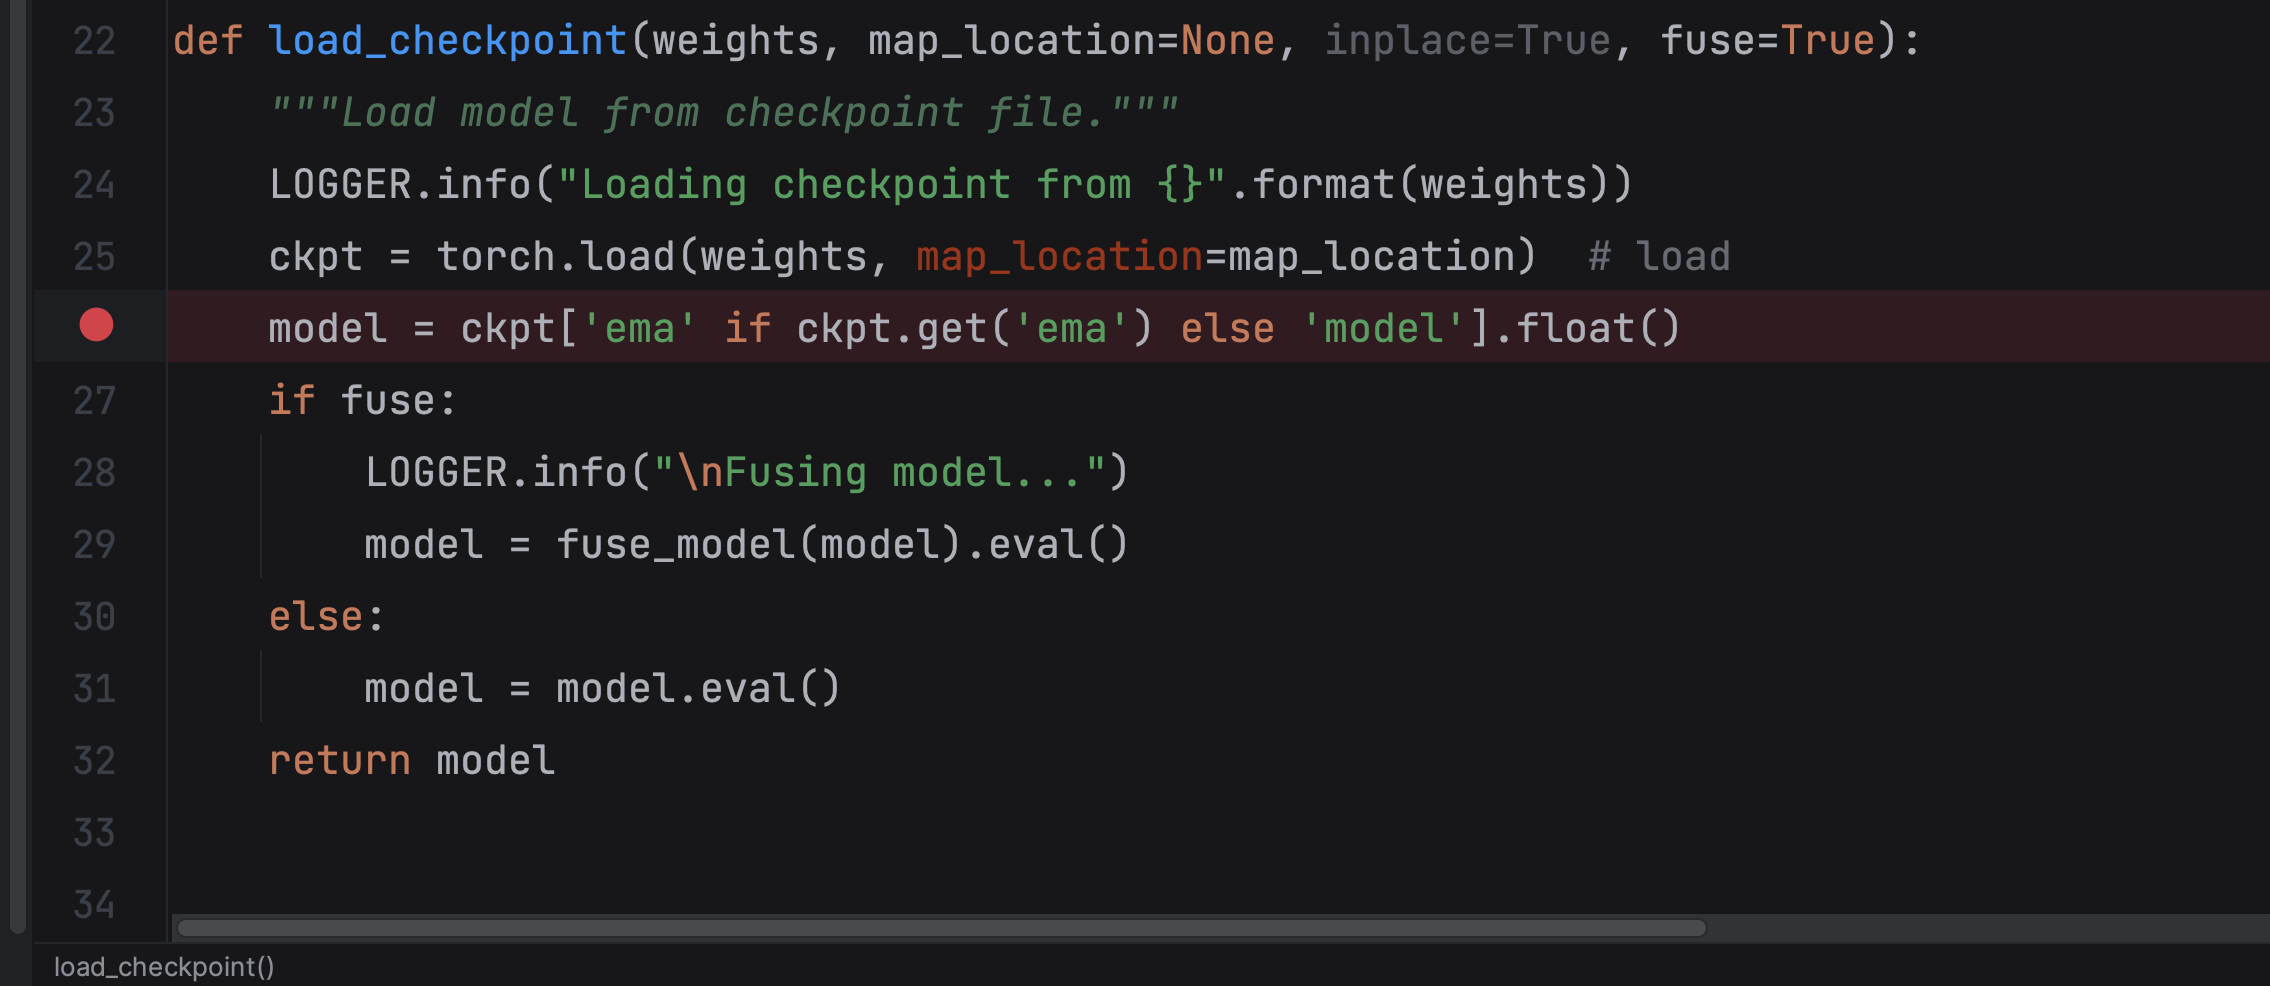 22 def load_checkpoint(weights, map_location=None, inplace=True, fuse=True):
23     """Load model from checkpoint file."""
24     LOGGER.info("Loading checkpoint from {}".format(weights))
25     ckpt = torch.load(weights, map_location=map_location)  # load
    model = ckpt['ema' if ckpt.get('ema') else 'model'].float()
27     if fuse:
28         LOGGER.info("\nFusing model...")
29         model = fuse_model(model).eval()
30     else:
31         model = model.eval()
32     return model
33
34
load_checkpoint()